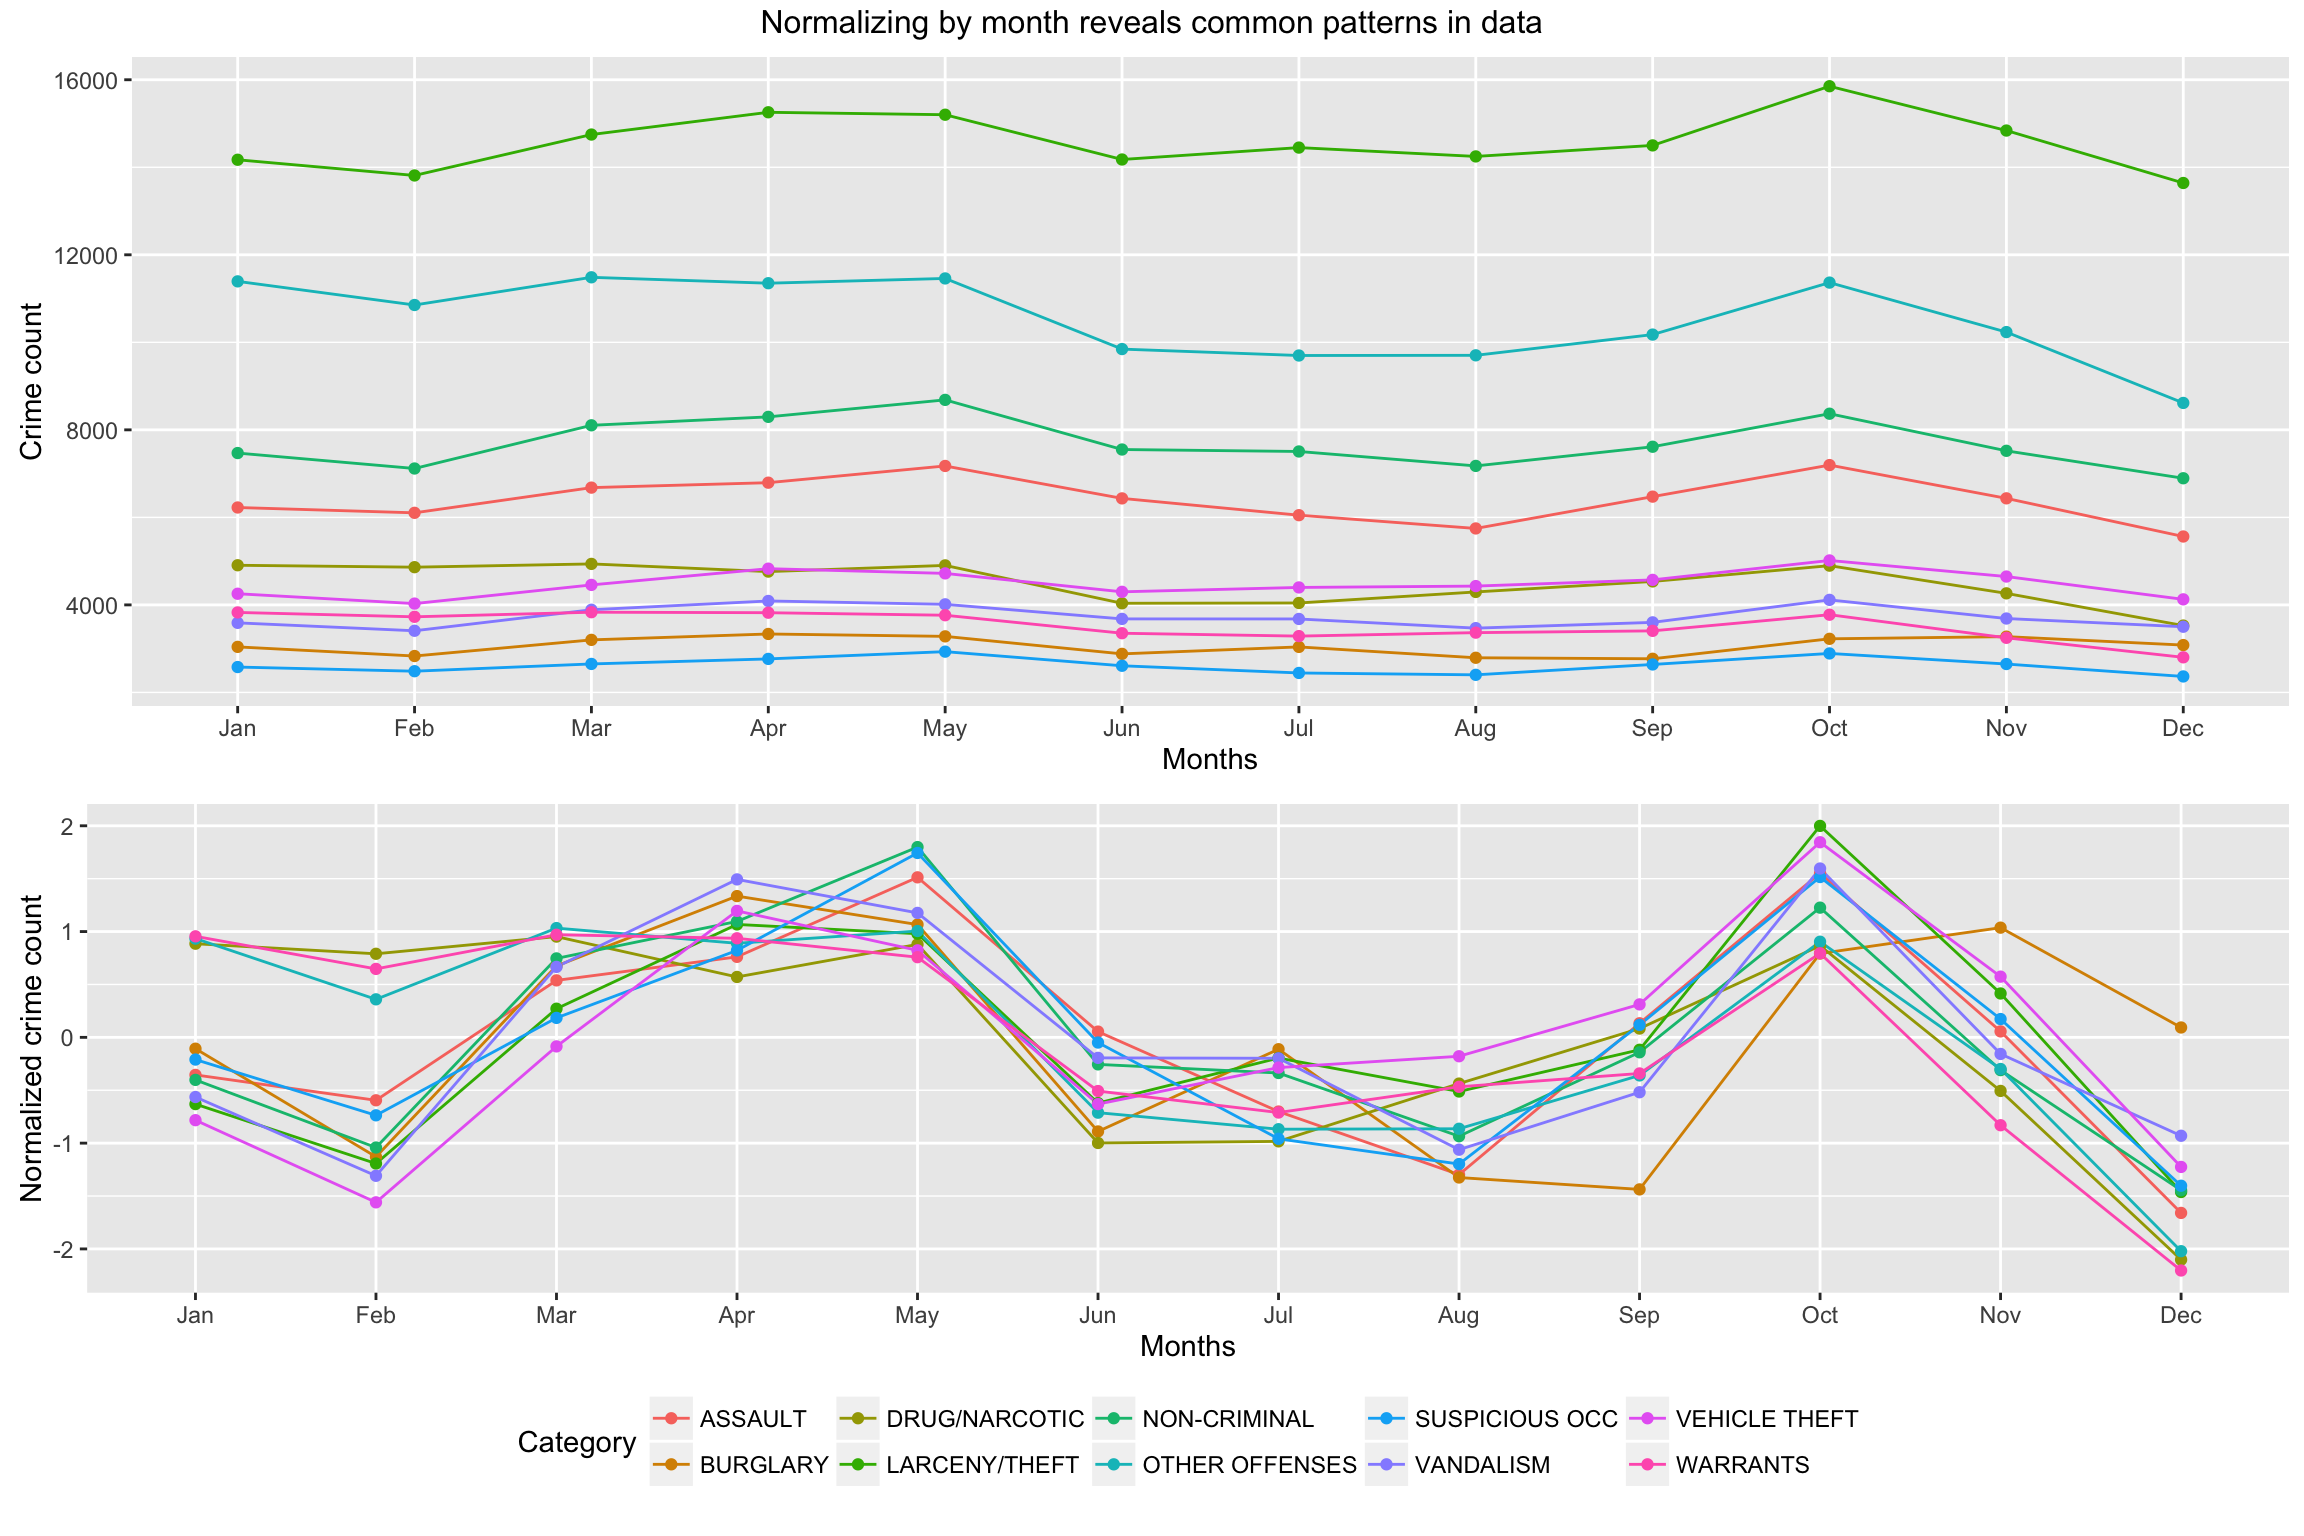 Normalizing by month reveals common patterns in data
16000
12000
8000
4000
Crime count
Jan Feb Mar Apr May Jun Jul Aug Sep Oct Nov Dec
Months
2
1
0
-1
-2
Normalized crime count
Jan Feb Mar Apr May Jun Jul Aug Sep Oct Nov Dec
Months
Category
ASSAULT DRUG/NARCOTIC NON-CRIMINAL SUSPICIOUS OCC VEHICLE THEFT
BURGLARY LARCENY/THEFT OTHER OFFENSES VANDALISM WARRANTS